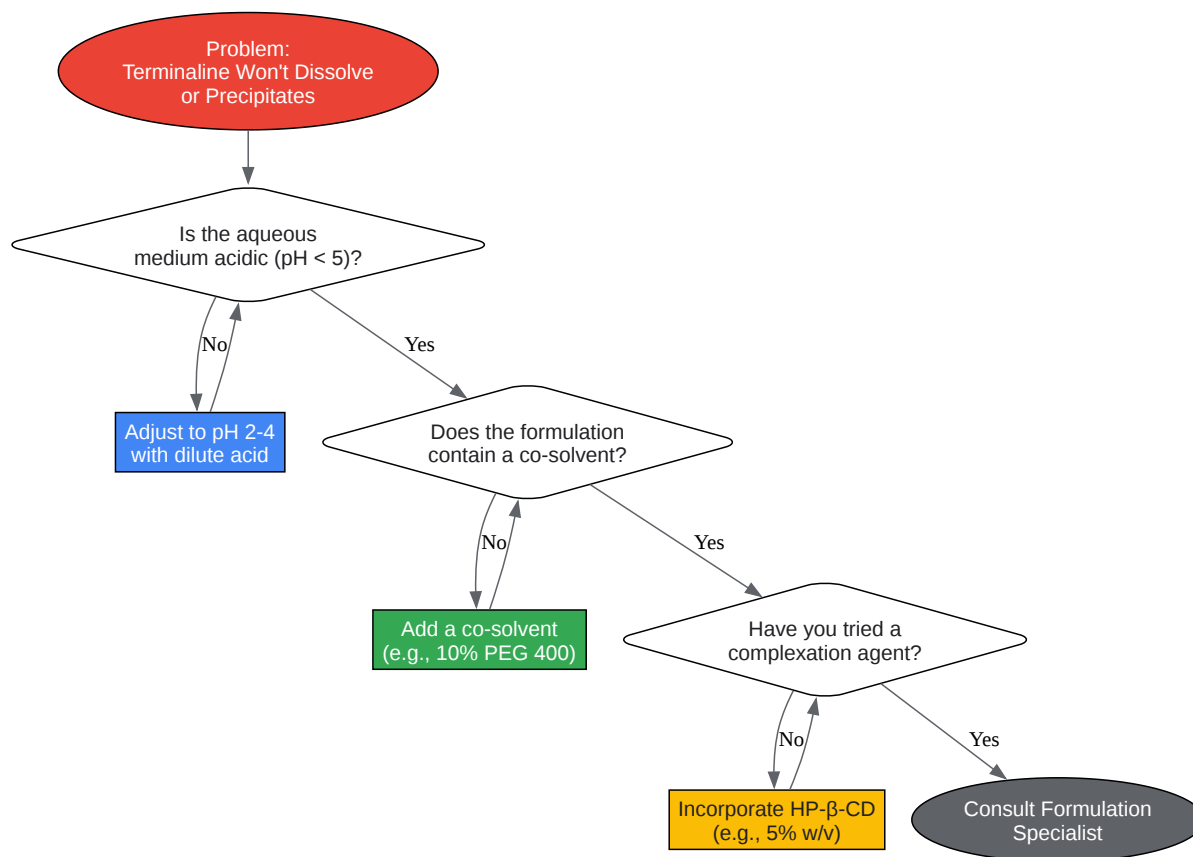 Problem:
Terminaline Won't Dissolve
or Precipitates
Is the aqueous
medium acidic (pH < 5)?
No
Yes
Adjust to pH 2-4
with dilute acid
Does the formulation
contain a co-solvent?
No
Yes
Add a co-solvent
(e.g., 10% PEG 400)
Have you tried a
complexation agent?
No
Yes
Incorporate HP-β-CD
(e.g., 5% w/v)
Consult Formulation
Specialist